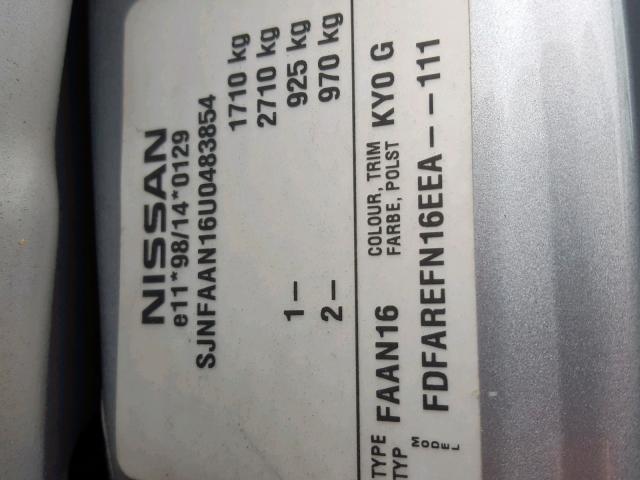 NISSAN
e11*98/14*0129
SJNFAAN16U0483854
1710 kg
2710 kg
1– 925 kg
2– 970 kg
TYPE TYP FAAN16 COLOUR, TRIM FARBE, POLST KY0 G
MODEL FDFAREFN16EEA––111